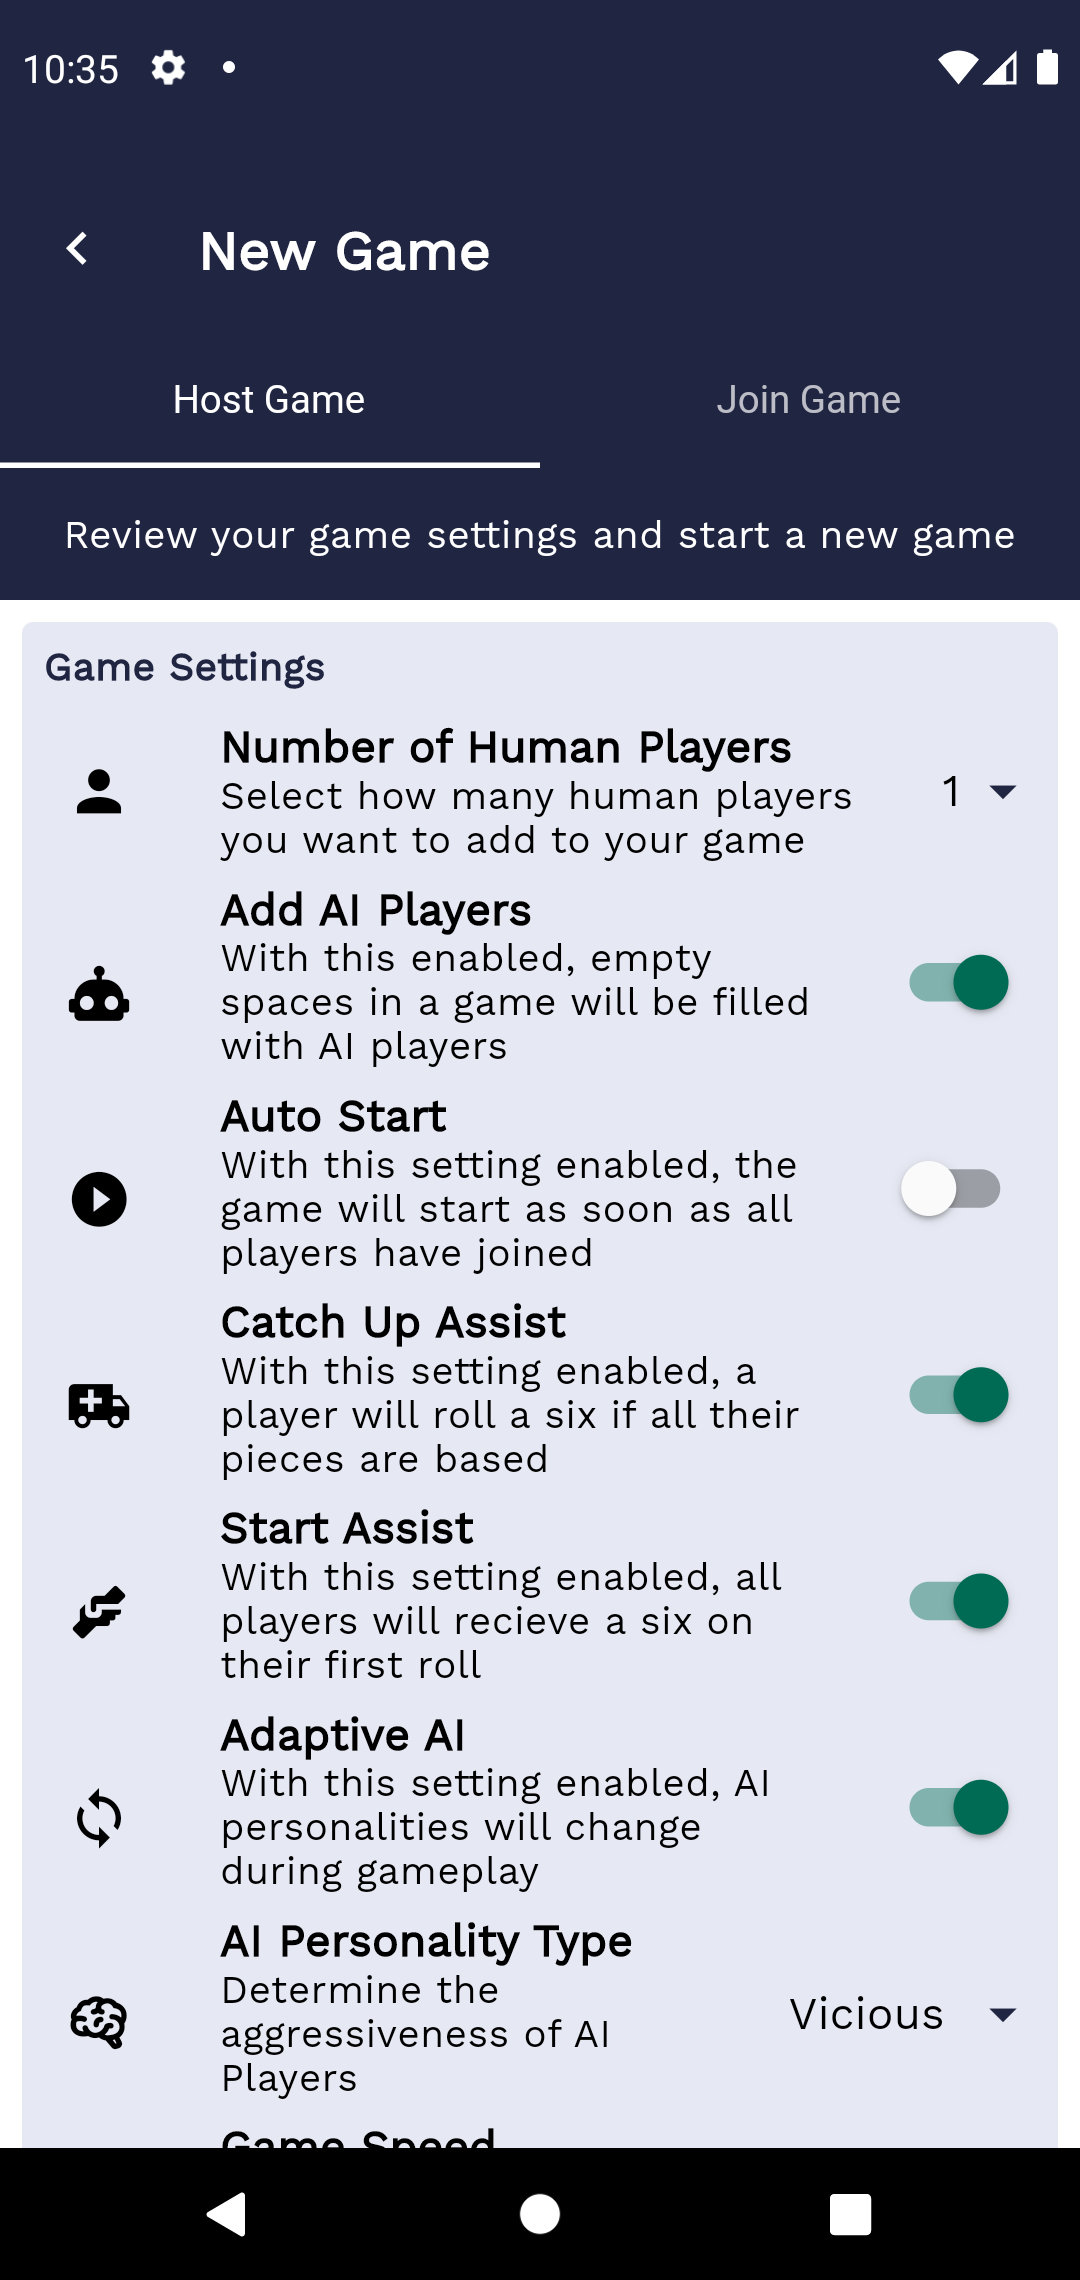 10:35
New Game
Host Game
Join Game
Review your game settings and start a new game
Game Settings
Number of Human Players
Select how many human players
you want to add to your game
1
Add AI Players
With this enabled, empty
spaces in a game will be filled
with AI players
Auto Start
With this setting enabled, the
game will start as soon as all
players have joined
Catch Up Assist
With this setting enabled, a
player will roll a six if all their
pieces are based
Start Assist
With this setting enabled, all
players will recieve a six on
their first roll
Adaptive AI
With this setting enabled, AI
personalities will change
during gameplay
AI Personality Type
Determine the
aggressiveness of AI
Players
Vicious
Game Speed